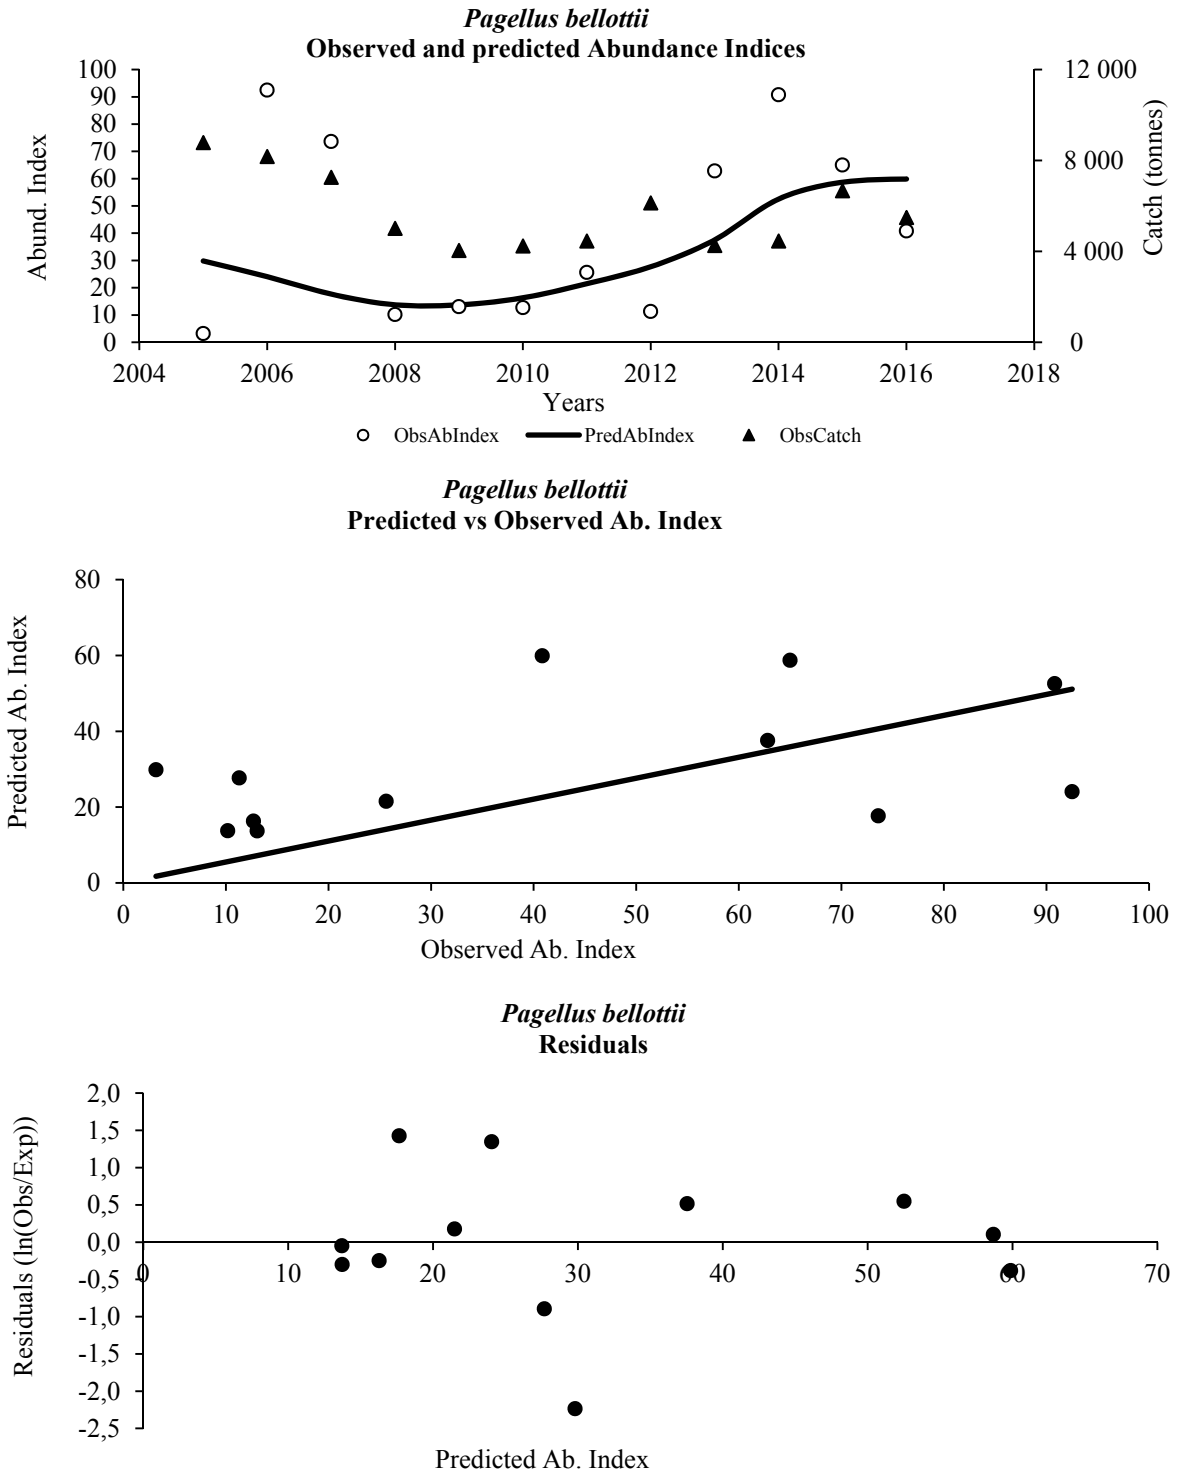 Pagellus bellottii
Observed and predicted Abundance Indices
Abund. Index
100
90
80
70
60
50
40
30
20
10
0
12 000
8 000
4 000
0
Catch (tonnes)
2004 2006 2008 2010 2012 2014 2016 2018
Years
ObsAbIndex PredAbIndex ObsCatch
Pagellus bellottii
Predicted vs Observed Ab. Index
Predicted Ab. Index
80
60
40
20
0
0 10 20 30 40 50 60 70 80 90 100
Observed Ab. Index
Pagellus bellottii
Residuals
Residuals (ln(Obs/Exp))
2,0
1,5
1,0
0,5
0,0
-0,5
-1,0
-1,5
-2,0
-2,5
0 10 20 30 40 50 60 70
Predicted Ab. Index